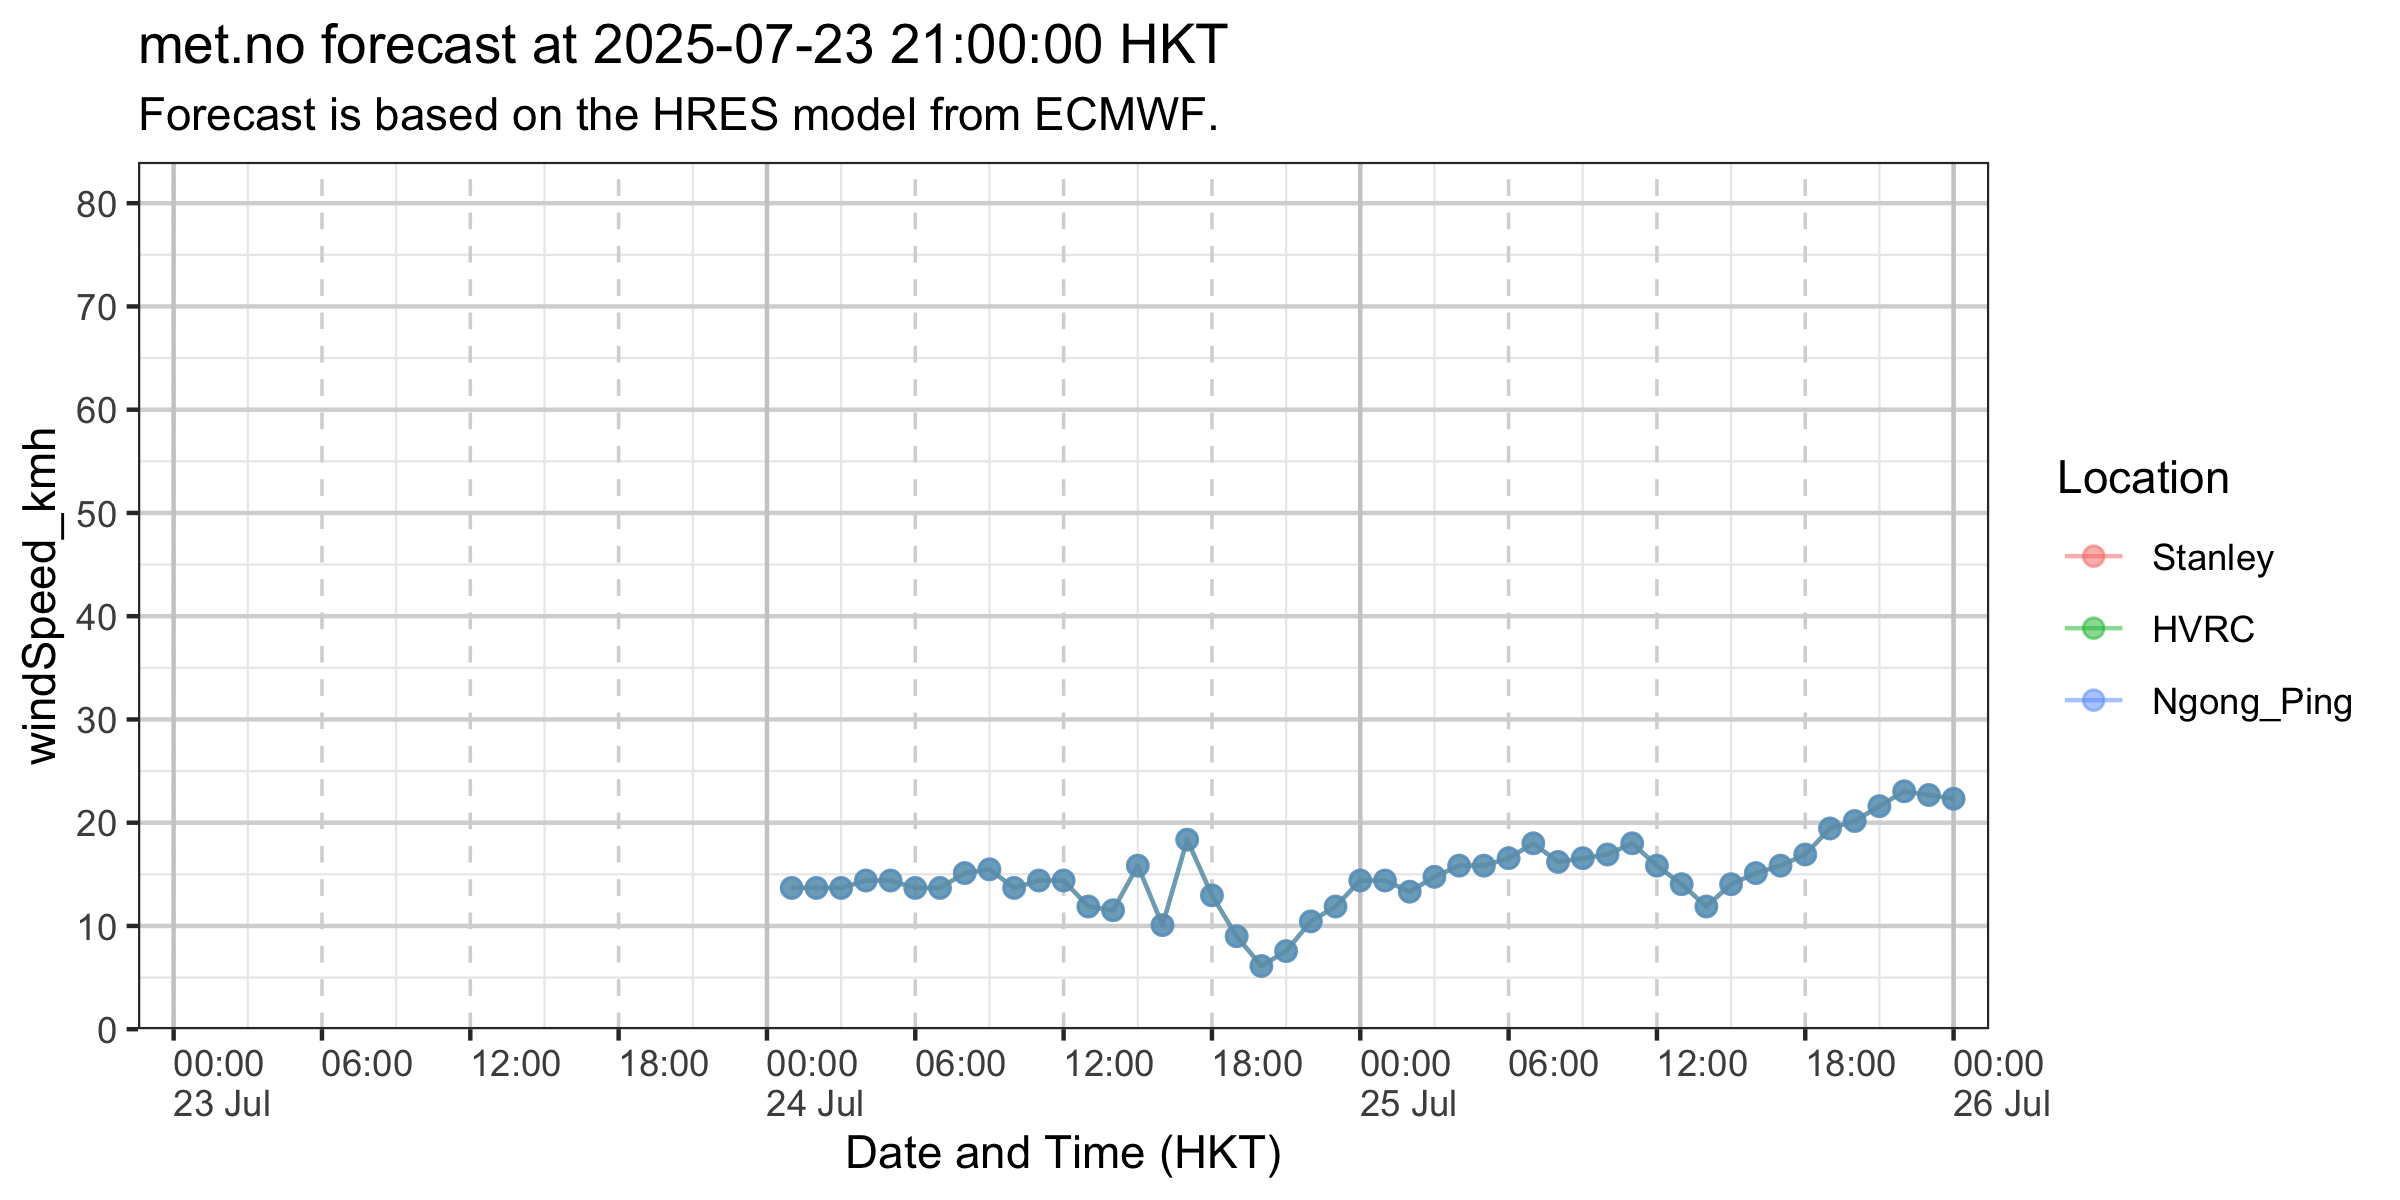 met.no forecast at 2025-07-23 21:00:00 HKT
Forecast is based on the HRES model from ECMWF.
windSpeed_kmh
80
70
60
50
40
30
20
10
0
00:00 06:00 12:00 18:00 00:00 06:00 12:00 18:00 00:00 06:00 12:00 18:00 00:00
23 Jul 24 Jul 25 Jul 26 Jul
Date and Time (HKT)
Location
Stanley
HVRC
Ngong_Ping